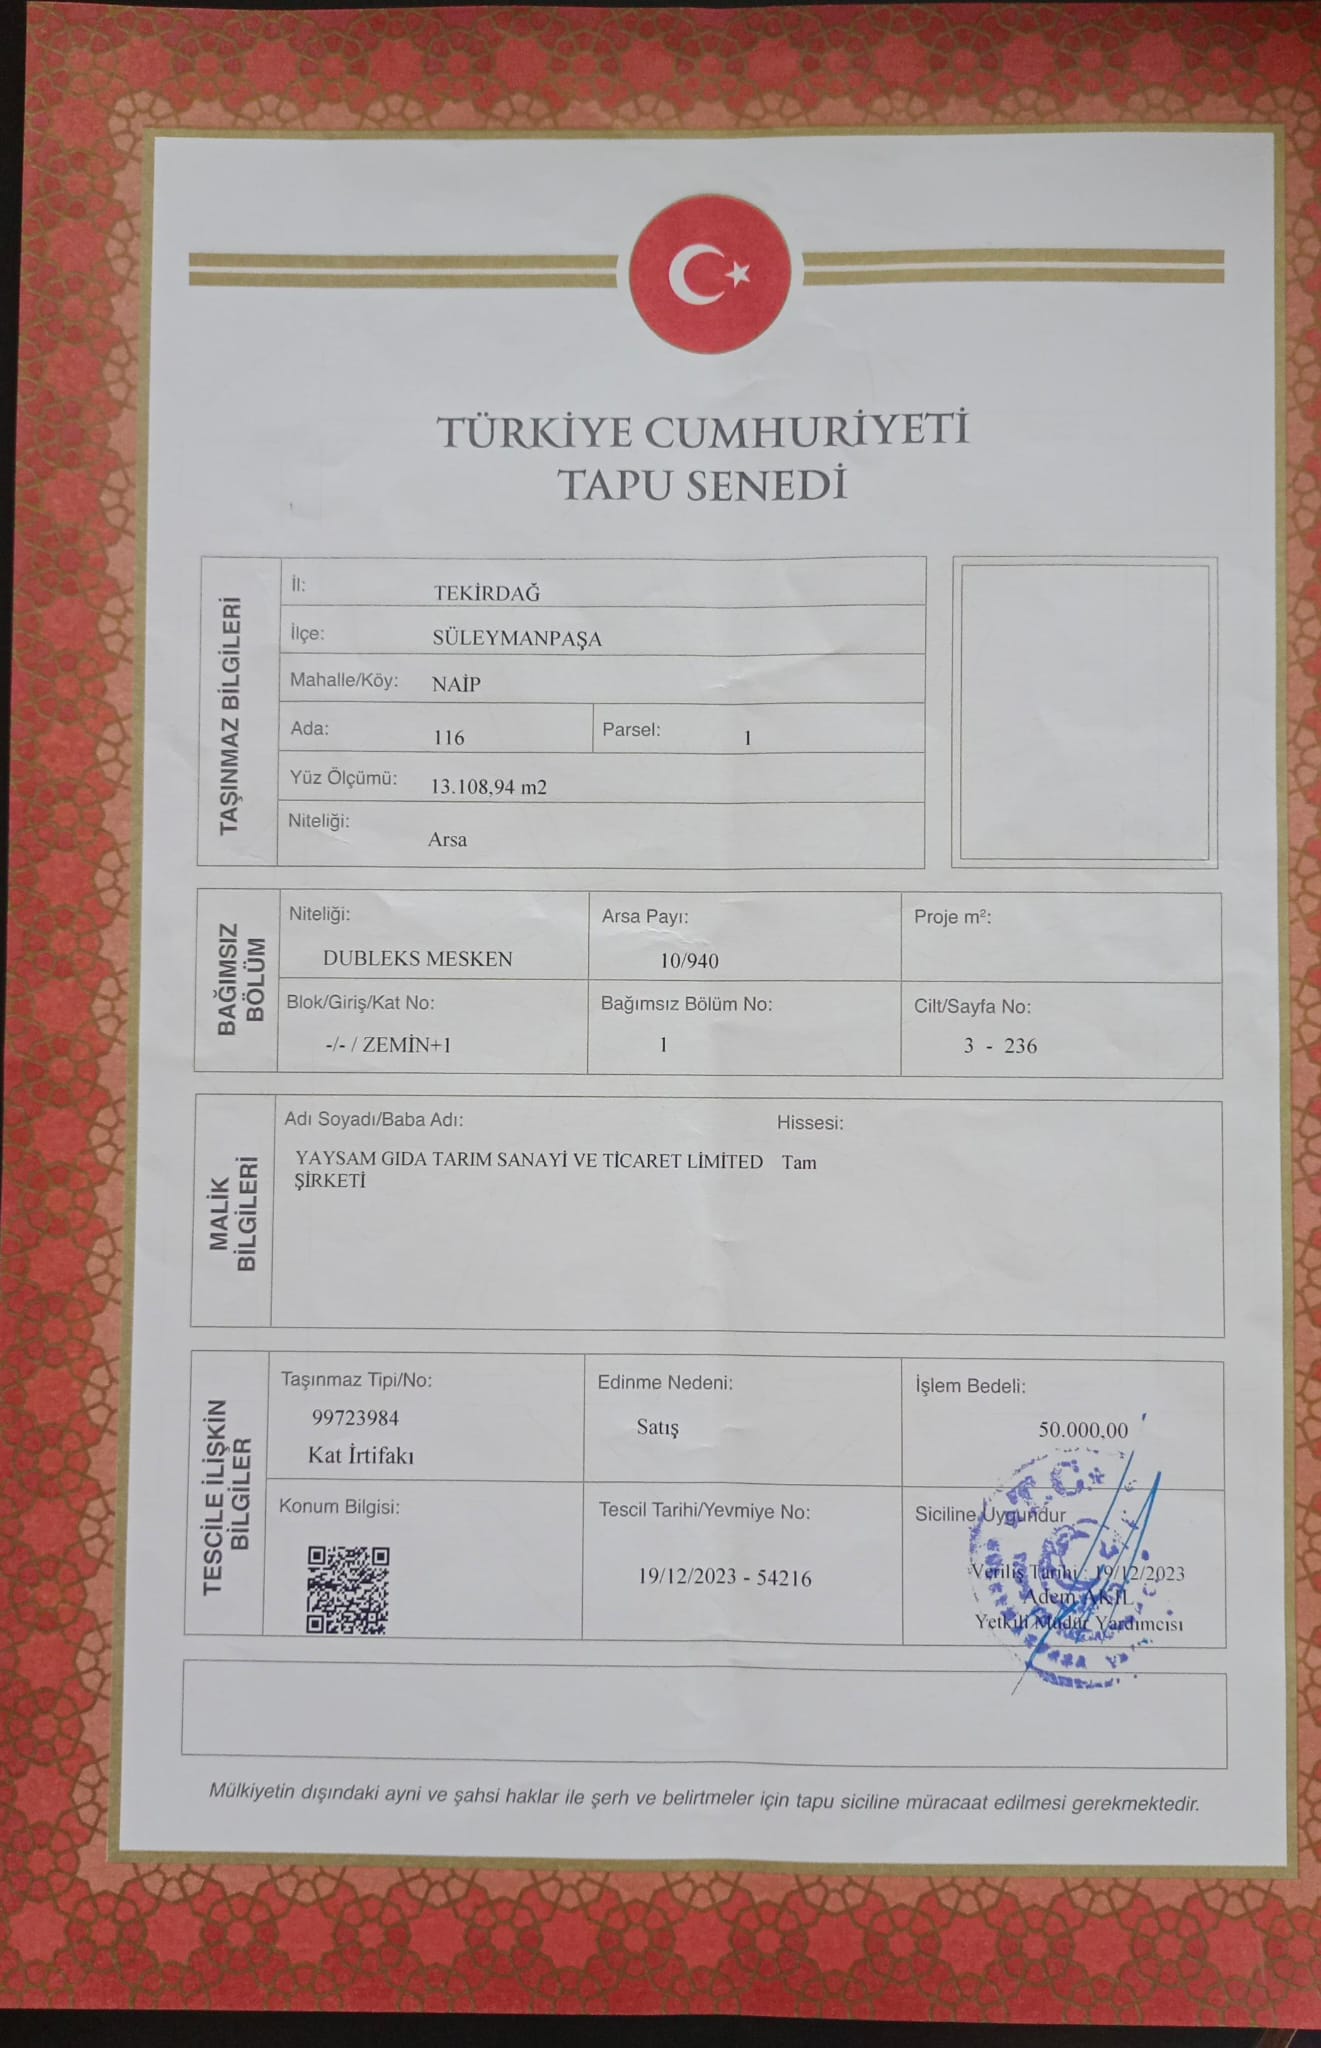 TÜRKİYE CUMHURİYETİ
TAPU SENEDİ
TAŞINMAZ BİLGİLERİ
İl: TEKİRDAĞ
İlçe: SÜLEYMANPAŞA
Mahalle/Köy: NAİP
Ada: 116 Parsel: 1
Yüz Ölçümü: 13.108,94 m2
Niteliği: Arsa
BAĞIMSIZ BÖLÜM
Niteliği: Arsa Payı: Proje m²:
DUBLEKS MESKEN 10/940
Blok/Giriş/Kat No: Bağımsız Bölüm No: Cilt/Sayfa No:
-/- / ZEMİN+1 1 3 - 236
MALİK BİLGİLERİ
Adı Soyadı/Baba Adı: Hissesi:
YAYSAM GIDA TARIM SANAYİ VE TİCARET LİMİTED Tam
ŞİRKETİ
TESCİLE İLİŞKİN BİLGİLER
Taşınmaz Tipi/No: Edinme Nedeni: İşlem Bedeli:
99723984 Satış 50.000,00
Kat İrtifakı
Konum Bilgisi: Tescil Tarihi/Yevmiye No: Siciline Uygundur
19/12/2023 - 54216 Veriliş Tarihi : 19/12/2023
Adem AKIL
Yetkili Müdür Yardımcısı
T.C.
Mülkiyetin dışındaki ayni ve şahsi haklar ile şerh ve belirtmeler için tapu siciline müracaat edilmesi gerekmektedir.